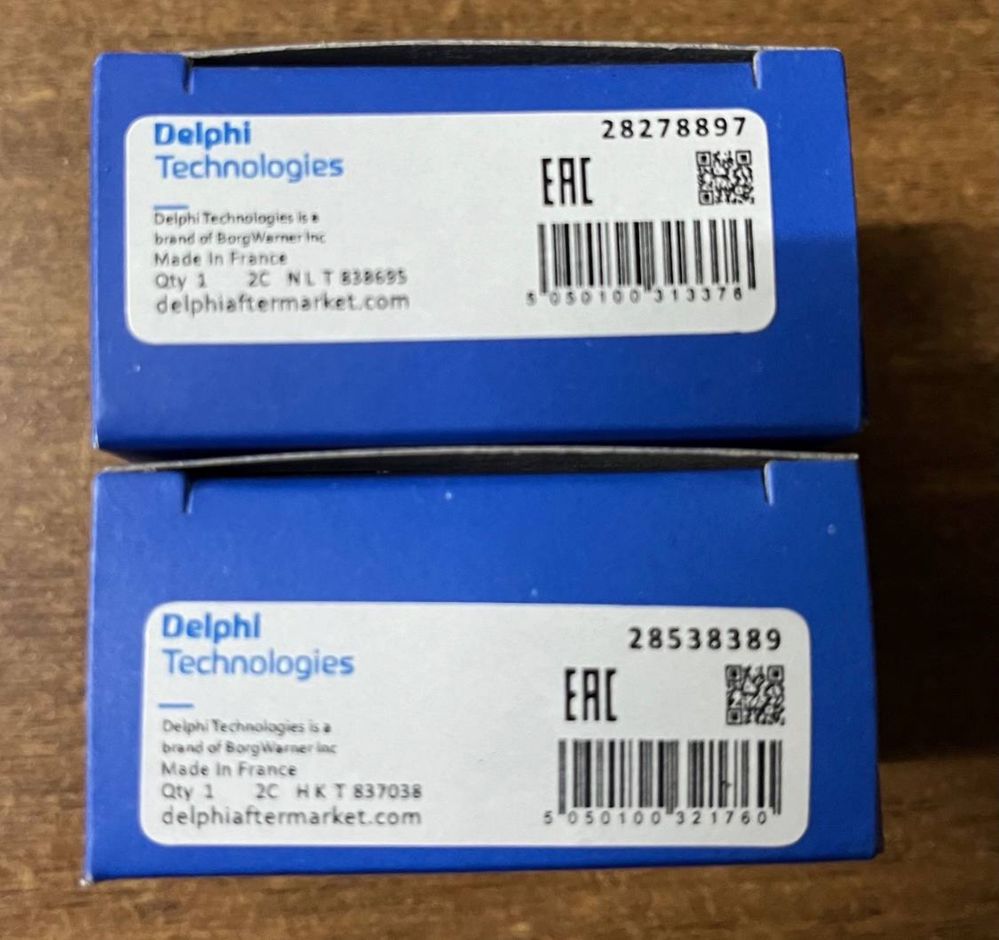 Delphi
Technologies
28278897
EAC
Delphi Technologies is a
brand of BorgWarner Inc
Made In France
Qty 1 2C N L T 838695
delphiaftermarket.com
5 050100 313376
Delphi
Technologies
28538389
EAC
Delphi Technologies is a
brand of BorgWarner Inc
Made In France
Qty 1 2C H K T 837038
delphiaftermarket.com
5 050100 321760